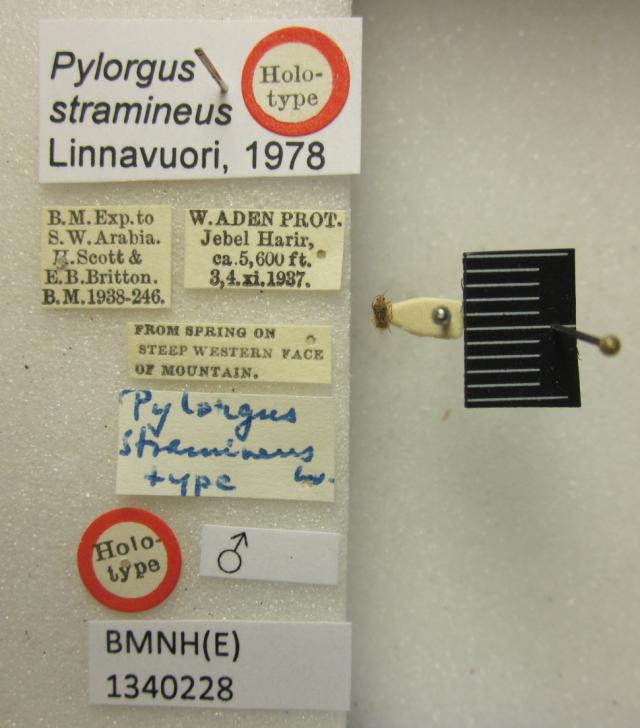 Pylorgus
stramineus
Linnavuori, 1978
Holo-
type
B.M.Exp.to
S.W.Arabia.
H.Scott &
E.B.Britton.
B.M.1938-246.
W.ADEN PROT.
Jebel Harir,
ca.5,600 ft.
3,4.xi.1937.
FROM SPRING ON
STEEP WESTERN FACE
OF MOUNTAIN.
Pylorgus
stramineus
type
Holo-
type
♂
BMNH(E)
1340228